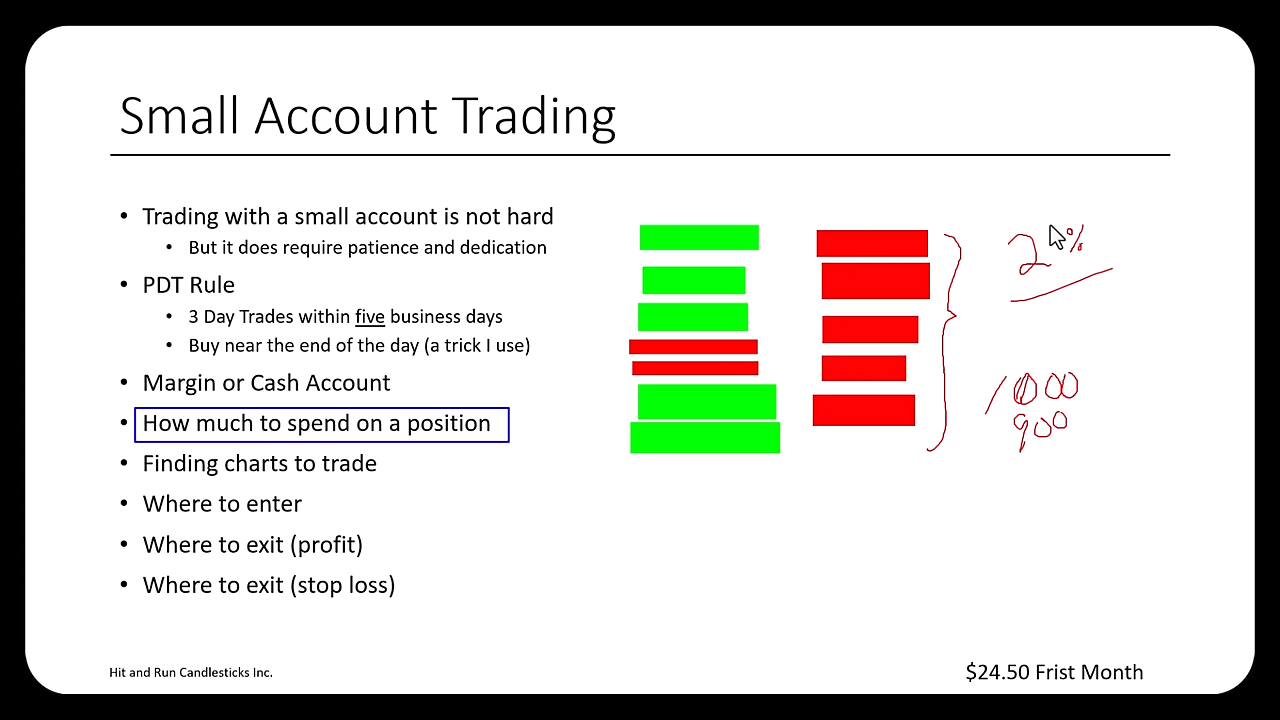 Small Account Trading
• Trading with a small account is not hard
• But it does require patience and dedication
• PDT Rule
• 3 Day Trades within five business days
• Buy near the end of the day (a trick I use)
• Margin or Cash Account
• How much to spend on a position
• Finding charts to trade
• Where to enter
• Where to exit (profit)
• Where to exit (stop loss)
2%
1000
900
Hit and Run Candlesticks Inc.
$24.50 Frist Month